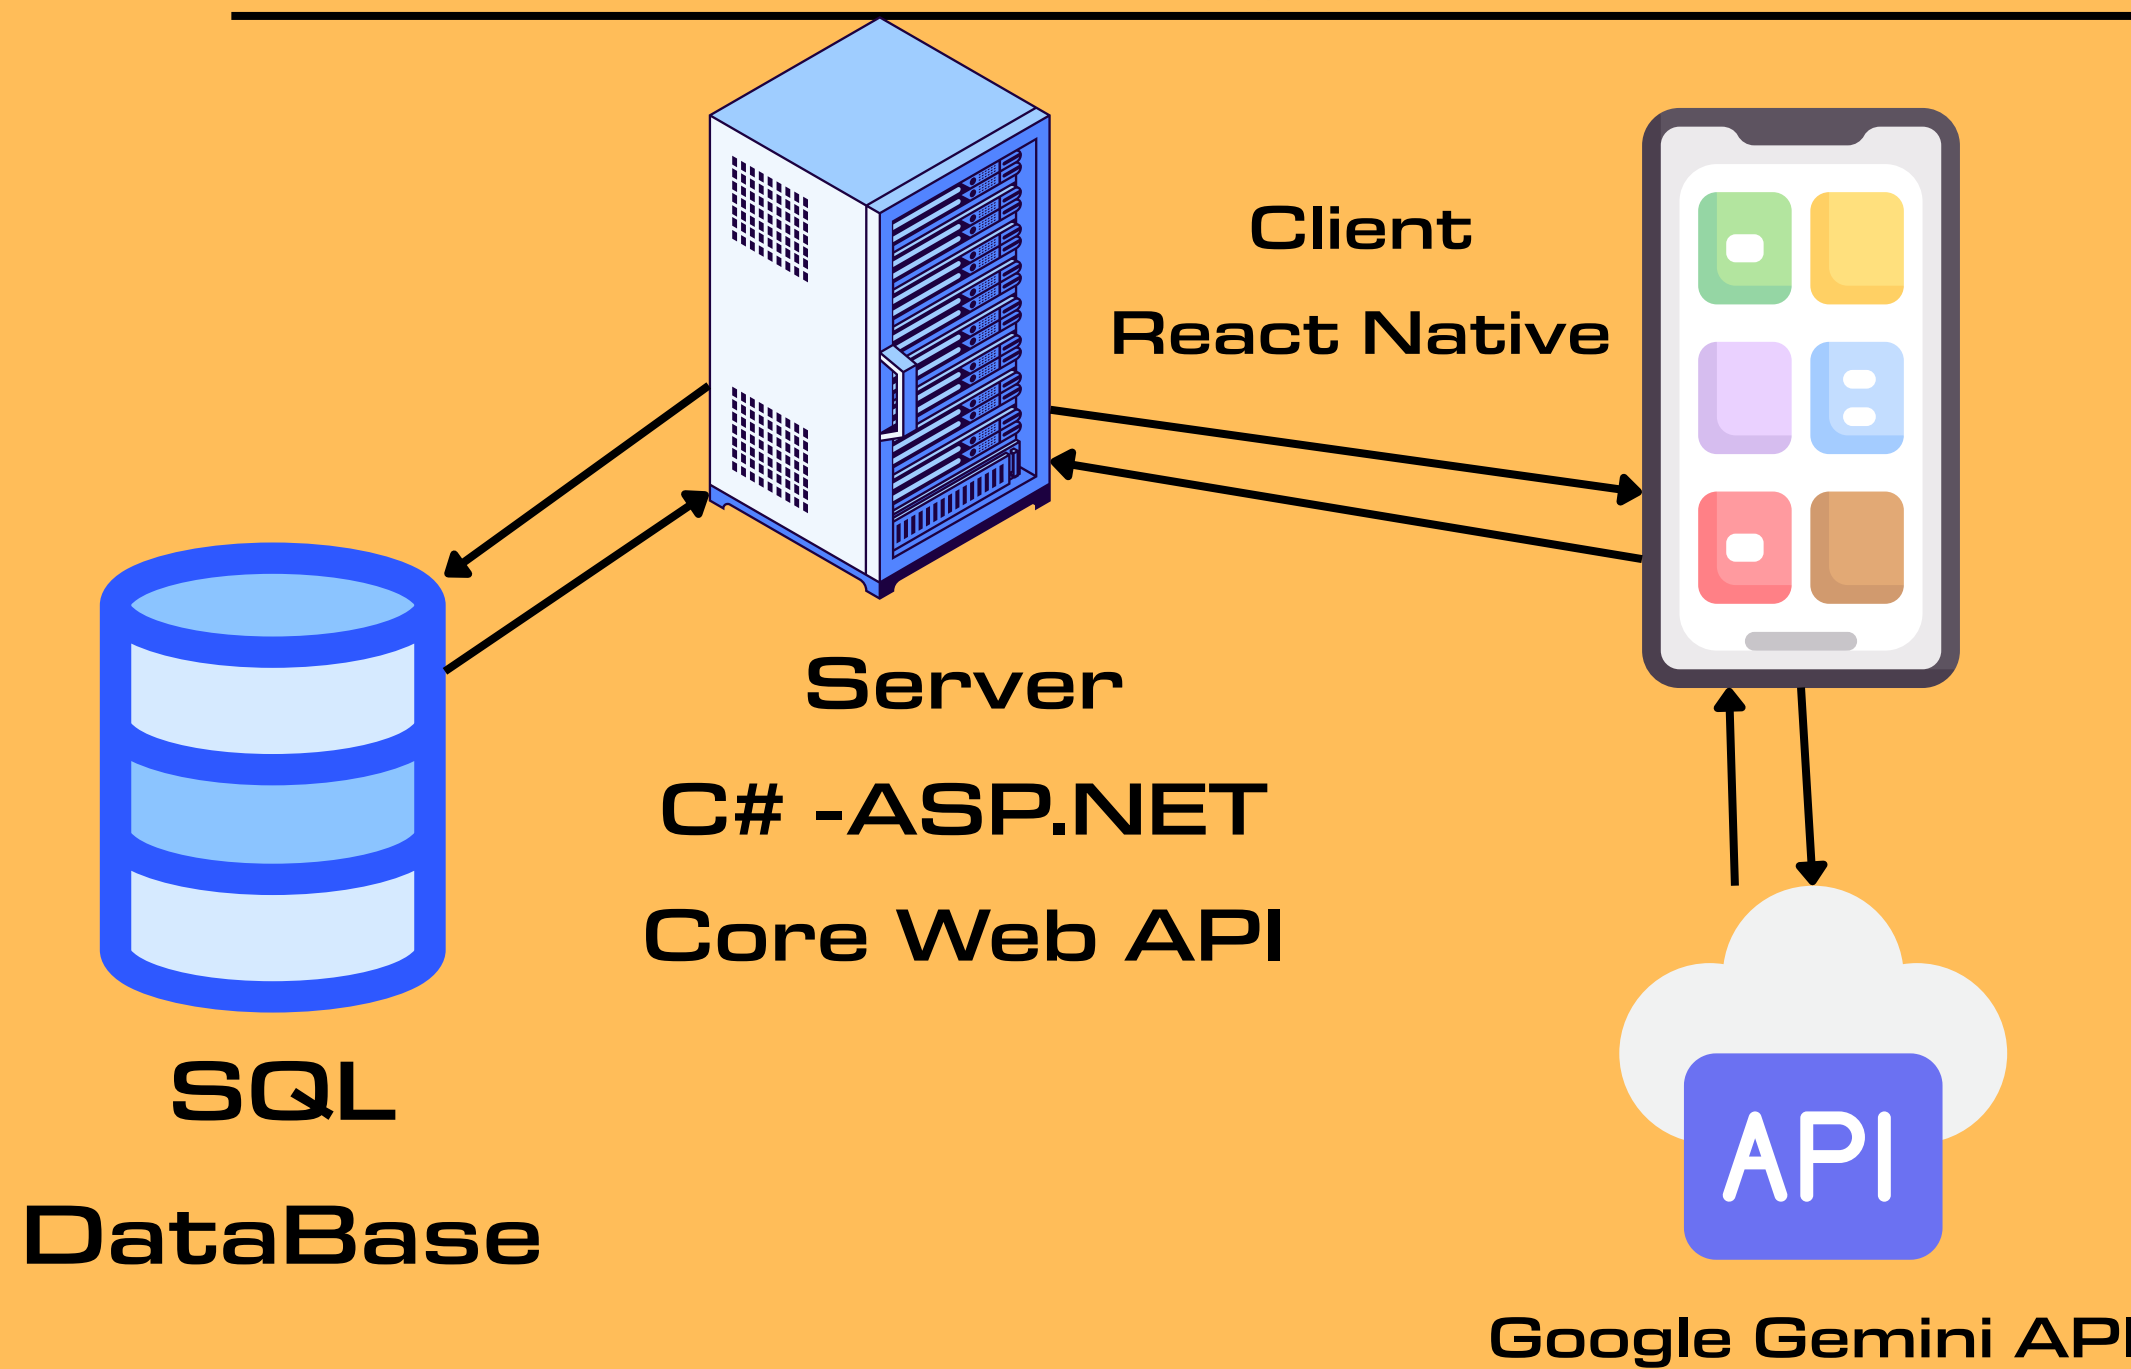 Client
React Native
Server
C# -ASP.NET
Core Web API
SQL
DataBase
API
Google Gemini API